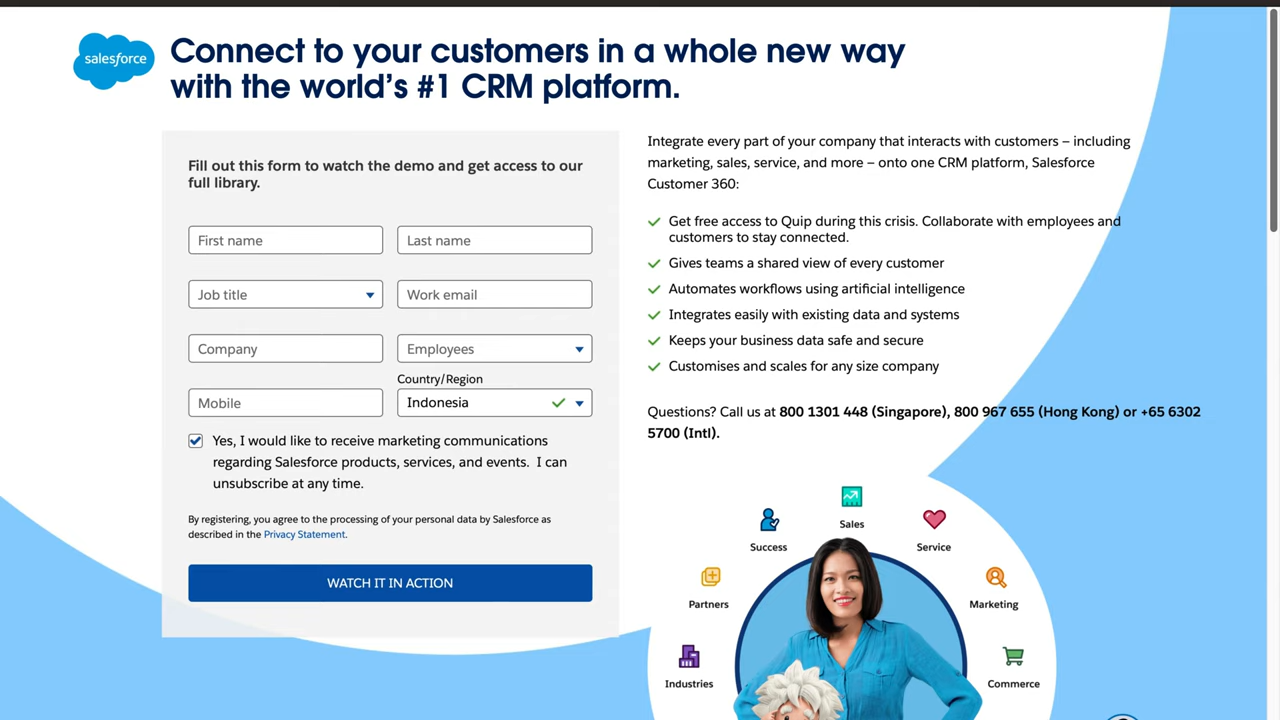 salesforce
Connect to your customers in a whole new way
with the world's #1 CRM platform.
Fill out this form to watch the demo and get access to our
full library.
First name
Last name
Job title
Work email
Company
Employees
Country/Region
Mobile
Indonesia
Yes, I would like to receive marketing communications
regarding Salesforce products, services, and events.  I can
unsubscribe at any time.
By registering, you agree to the processing of your personal data by Salesforce as
described in the Privacy Statement.
WATCH IT IN ACTION
Integrate every part of your company that interacts with customers – including
marketing, sales, service, and more – onto one CRM platform, Salesforce
Customer 360:
Get free access to Quip during this crisis. Collaborate with employees and
customers to stay connected.
Gives teams a shared view of every customer
Automates workflows using artificial intelligence
Integrates easily with existing data and systems
Keeps your business data safe and secure
Customises and scales for any size company
Questions? Call us at 800 1301 448 (Singapore), 800 967 655 (Hong Kong) or +65 6302
5700 (Intl).
Sales
Success
Service
Partners
Marketing
Industries
Commerce